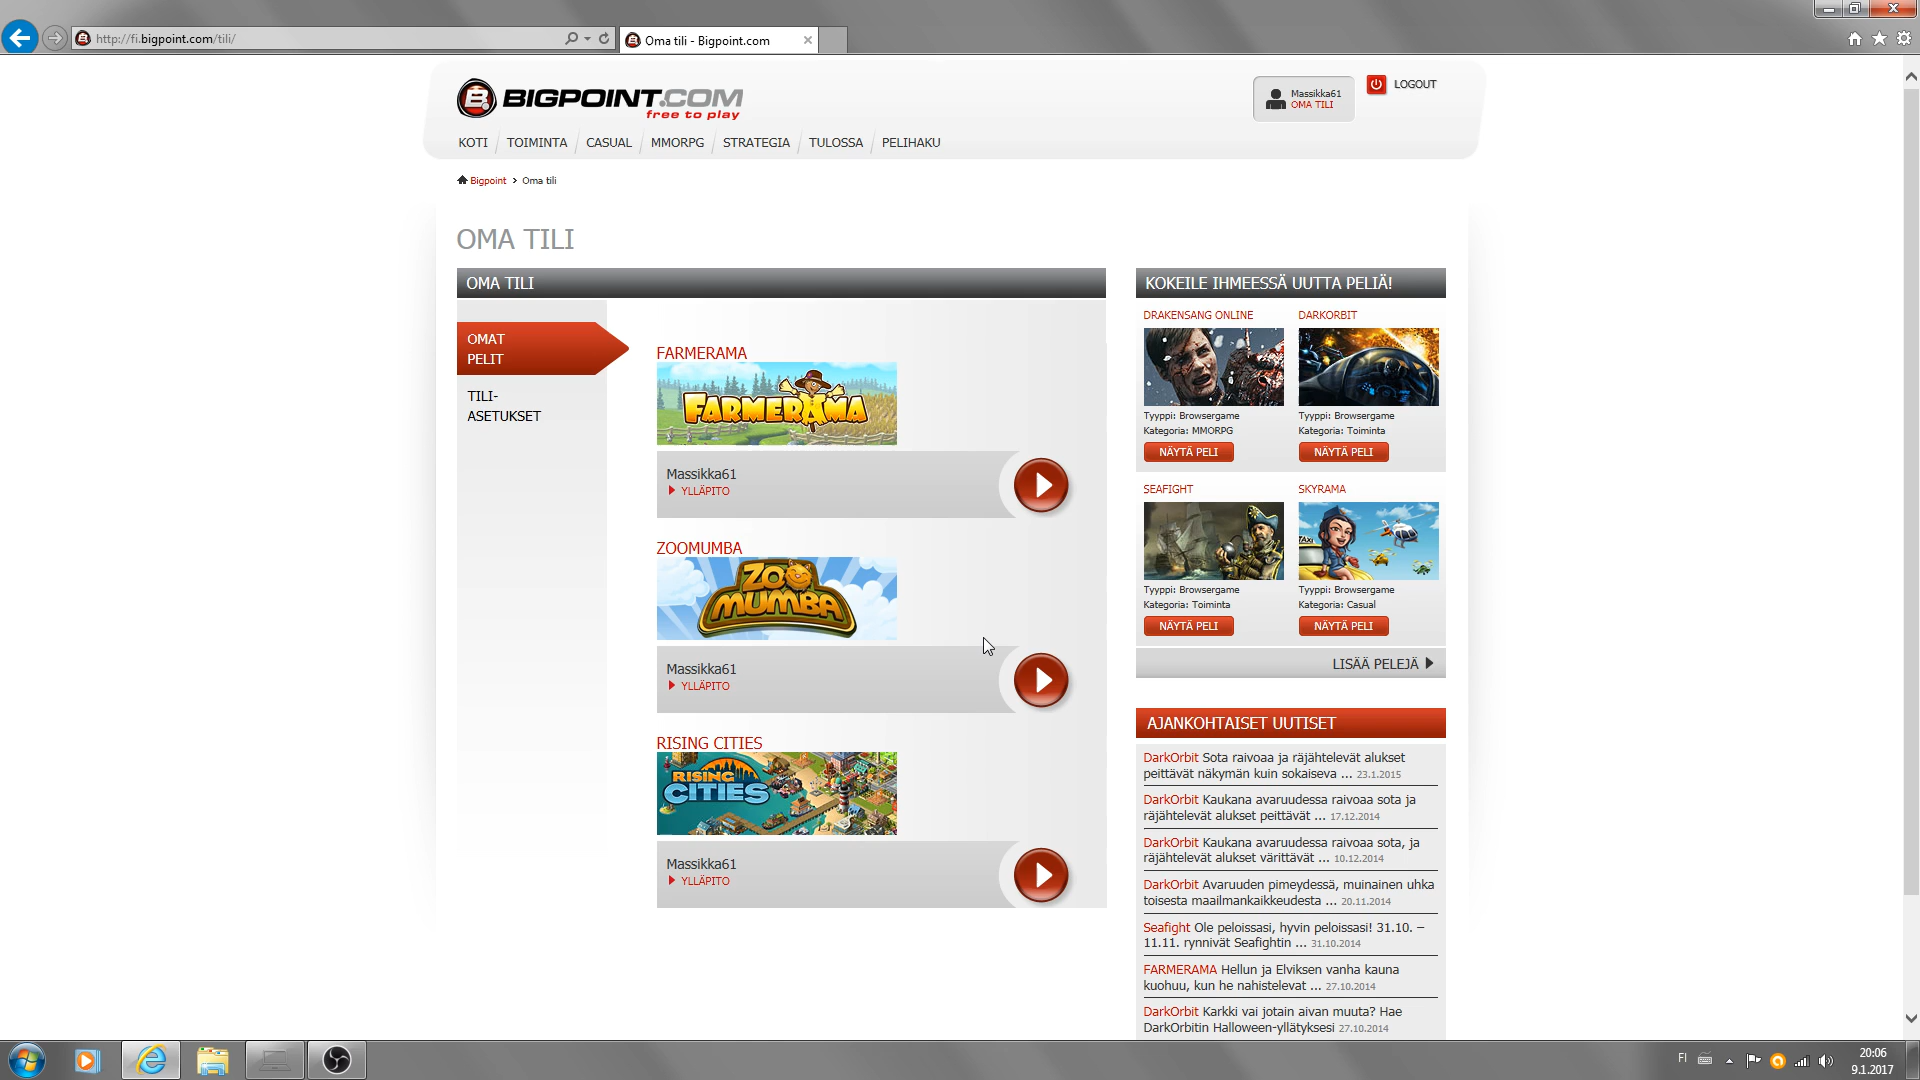 http://fi.bigpoint.com/tili/
Oma tili - Bigpoint.com
BIGPOINT.COM
free to play
Massikka61
OMA TILI
LOGOUT
KOTI
TOIMINTA
CASUAL
MMORPG
STRATEGIA
TULOSSA
PELIHAKU
Bigpoint > Oma tili
OMA TILI
OMA TILI
OMAT
PELIT
TILI-
ASETUKSET
FARMERAMA
FARMERAMA
Massikka61
YLLÄPITO
ZOOMUMBA
ZOO
MUMBA
Massikka61
YLLÄPITO
RISING CITIES
RISING
CITIES
Massikka61
YLLÄPITO
KOKEILE IHMEESSÄ UUTTA PELIÄ!
DRAKENSANG ONLINE
Tyyppi: Browsergame
Kategoria: MMORPG
NÄYTÄ PELI
DARKORBIT
Tyyppi: Browsergame
Kategoria: Toiminta
NÄYTÄ PELI
SEAFIGHT
Tyyppi: Browsergame
Kategoria: Toiminta
NÄYTÄ PELI
SKYRAMA
TAXI
Tyyppi: Browsergame
Kategoria: Casual
NÄYTÄ PELI
LISÄÄ PELEJÄ
AJANKOHTAISET UUTISET
DarkOrbit Sota raivoaa ja räjähtelevät alukset
peittävät näkymän kuin sokaiseva ... 23.1.2015
DarkOrbit Kaukana avaruudessa raivoaa sota ja
räjähtelevät alukset peittävät ... 17.12.2014
DarkOrbit Kaukana avaruudessa raivoaa sota, ja
räjähtelevät alukset värittävät ... 10.12.2014
DarkOrbit Avaruuden pimeydessä, muinainen uhka
toisesta maailmankaikkeudesta ... 20.11.2014
Seafight Ole peloissasi, hyvin peloissasi! 31.10. –
11.11. rynnivät Seafightin ... 31.10.2014
FARMERAMA Hellun ja Elviksen vanha kauna
kuohuu, kun he nahistelevat ... 27.10.2014
DarkOrbit Karkki vai jotain aivan muuta? Hae
DarkOrbitin Halloween-yllätyksesi 27.10.2014
FI
20:06
9.1.2017